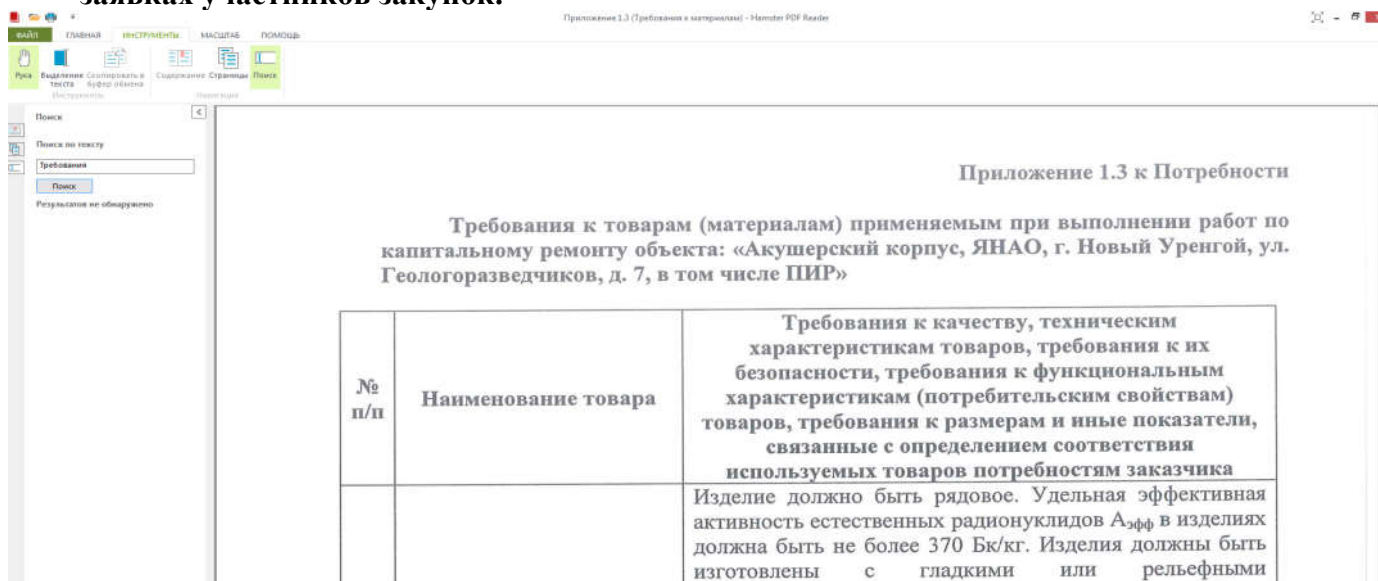 заявках участников закупок.
Приложение 1.3 (Требования к материалам) - Hamster PDF Reader
ФАЙЛ ГЛАВНАЯ ИНСТРУМЕНТЫ МАСШТАБ ПОМОЩЬ
Рука Выделение текста Скопировать в буфер обмена Содержание Страницы Поиск
Инструменты Навигация
Поиск
Поиск по тексту
Требования
Поиск
Результатов не обнаружено
Приложение 1.3 к Потребности
Требования к товарам (материалам) применяемым при выполнении работ по
капитальному ремонту объекта: «Акушерский корпус, ЯНАО, г. Новый Уренгой, ул.
Геологоразведчиков, д. 7, в том числе ПИР»
№
п/п
Наименование товара
Требования к качеству, техническим
характеристикам товаров, требования к их
безопасности, требования к функциональным
характеристикам (потребительским свойствам)
товаров, требования к размерам и иные показатели,
связанные с определением соответствия
используемых товаров потребностям заказчика
Изделие должно быть рядовое. Удельная эффективная
активность естественных радионуклидов Аэфф в изделиях
должна быть не более 370 Бк/кг. Изделия должны быть
изготовлены с гладкими или рельефными